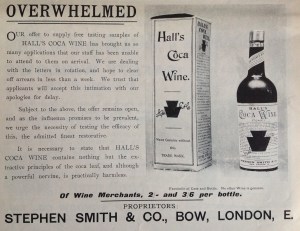 OVERWHELMED
OUR offer to supply free tasting samples of
HALL'S COCA WINE has brought us so
many applications that our staff has been unable
to attend to them on arrival. We are dealing
with the letters in rotation, and hope to clear
off arrears in less than a week. We trust that
applicants will accept this intimation with our
apologies for delay.
Subject to the above, the offer remains open,
and as the influenza promises to be prevalent,
we urge the necessity of testing the efficacy of
this, the admitted finest restorative.
It is necessary to state that HALL'S
COCA WINE contains nothing but the ex-
tractive principles of the coca leaf, and although
a powerful nervine, is practically harmless.
Hall's
Coca
Wine.
HALL'S
COCA WINE
Of Wine Merchants, 2/- and 3/6 per bottle.
PROPRIETORS
STEPHEN SMITH & CO., BOW, LONDON, E.